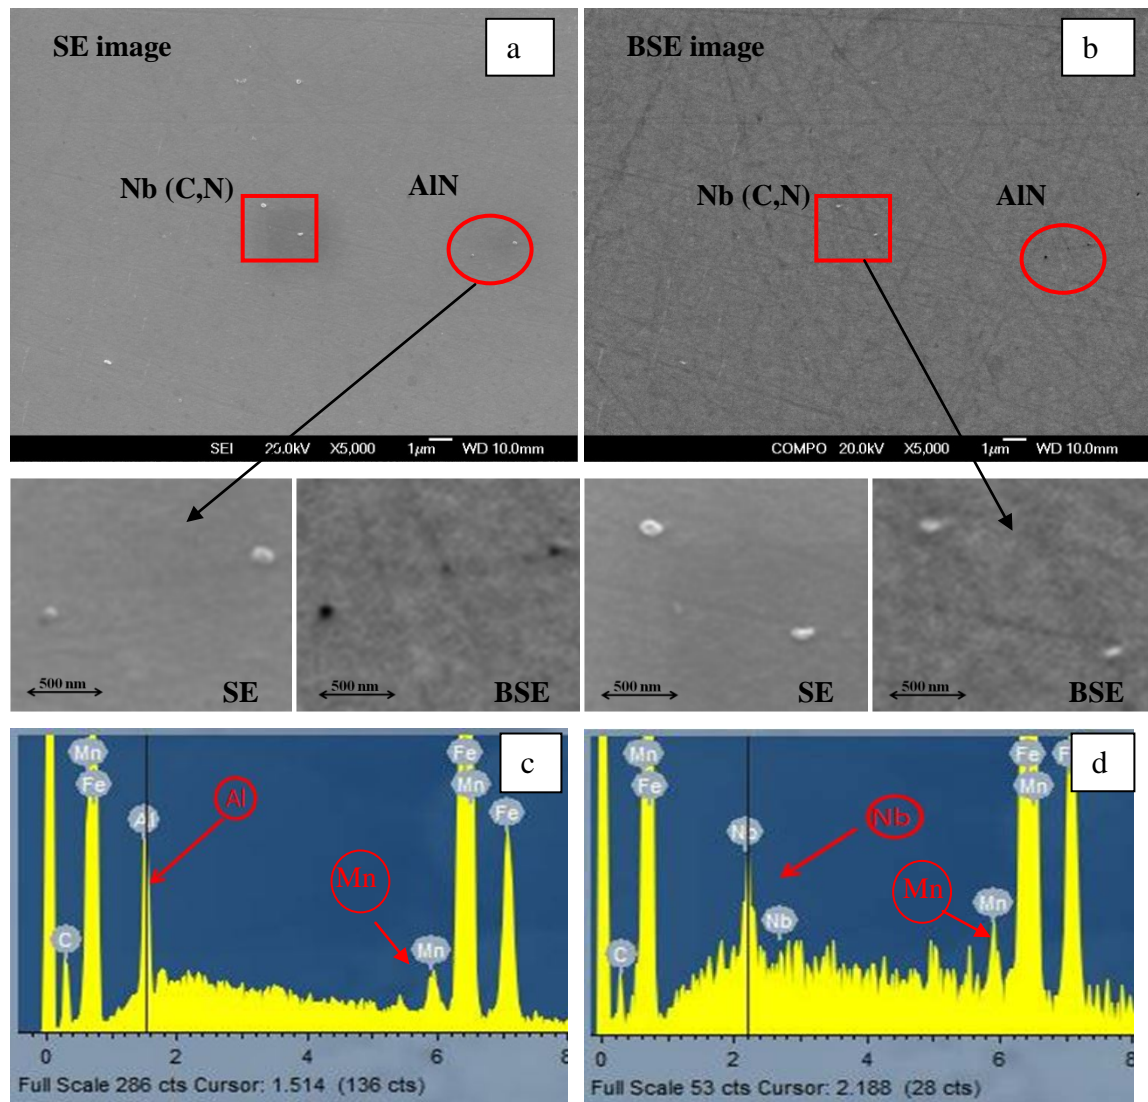 SE image
a
Nb (C,N)
AlN
SEI 20.0kV X5,000 1μm WD 10.0mm
BSE image
b
Nb (C,N)
AlN
COMPO 20.0kV X5,000 1μm WD 10.0mm
500 nm
SE
500 nm
BSE
500 nm
SE
500 nm
BSE
c
Mn
Fe
Al
Al
C
Mn
Mn
Fe
Mn
Fe
0 2 4 6 8
Full Scale 286 cts Cursor: 1.514 (136 cts)
d
Mn
Fe
Nb
Nb
Nb
C
Mn
Mn
Fe
Mn
F
0 2 4 6 8
Full Scale 53 cts Cursor: 2.188 (28 cts)